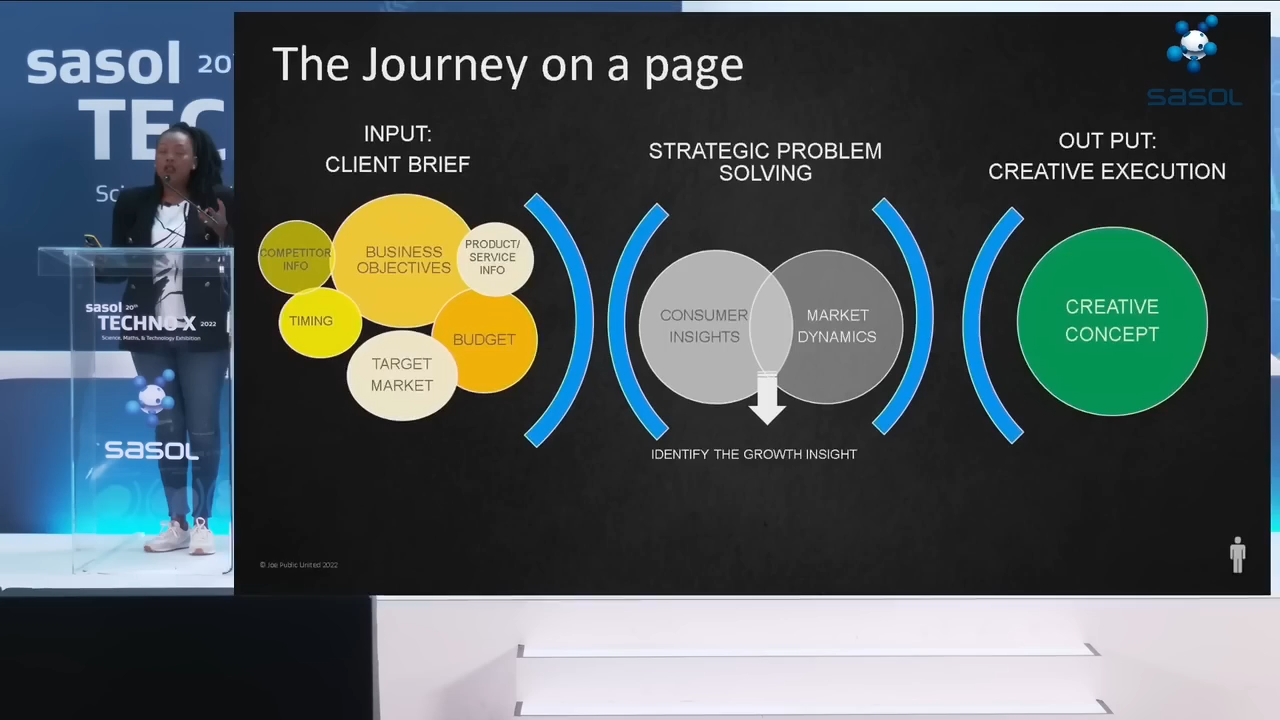 sasol 20
TEC
Sc
sasol 20th
TECHNO X 2022
Science, Maths, & Technology Exhibition
sasol
The Journey on a page
sasol
INPUT:
CLIENT BRIEF
COMPETITOR
INFO
BUSINESS
OBJECTIVES
PRODUCT/
SERVICE
INFO
TIMING
BUDGET
TARGET
MARKET
STRATEGIC PROBLEM
SOLVING
CONSUMER
INSIGHTS
MARKET
DYNAMICS
IDENTIFY THE GROWTH INSIGHT
OUT PUT:
CREATIVE EXECUTION
CREATIVE
CONCEPT
© Joe Public United 2022